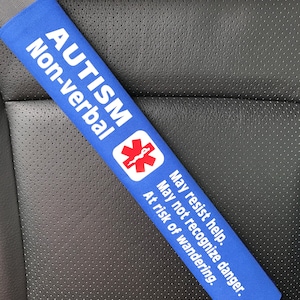 AUTISM
Non-verbal
May resist help.
May not recognize danger.
At risk of wandering.